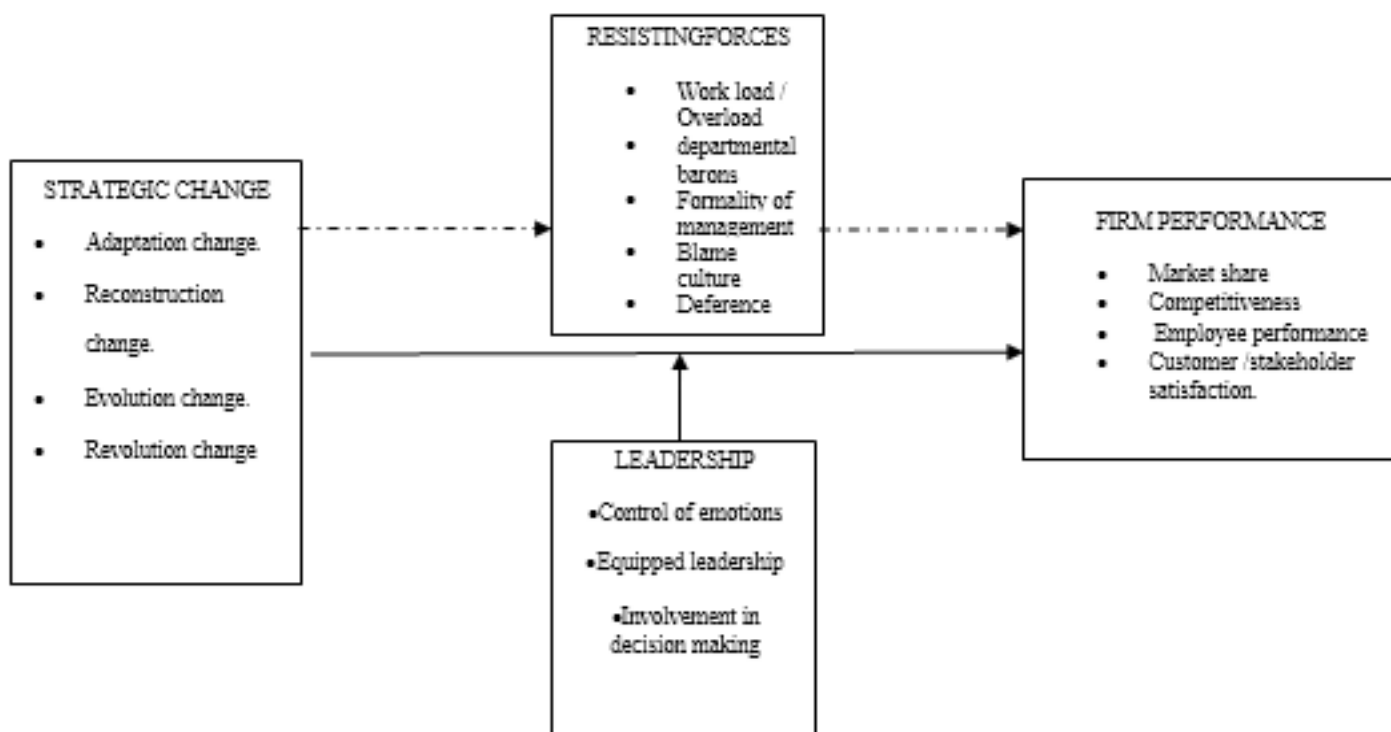 RESISTINGFORCES
• Work load /
Overload
• departmental
barons
• Formality of
management
• Blame
culture
• Deference
STRATEGIC CHANGE
• Adaptation change.
• Reconstruction
change.
• Evolution change.
• Revolution change
FIRM PERFORMANCE
• Market share
• Competitiveness
• Employee performance
• Customer /stakeholder
satisfaction.
LEADERSHIP
•Control of emotions
•Equipped leadership
•Involvement in
decision making